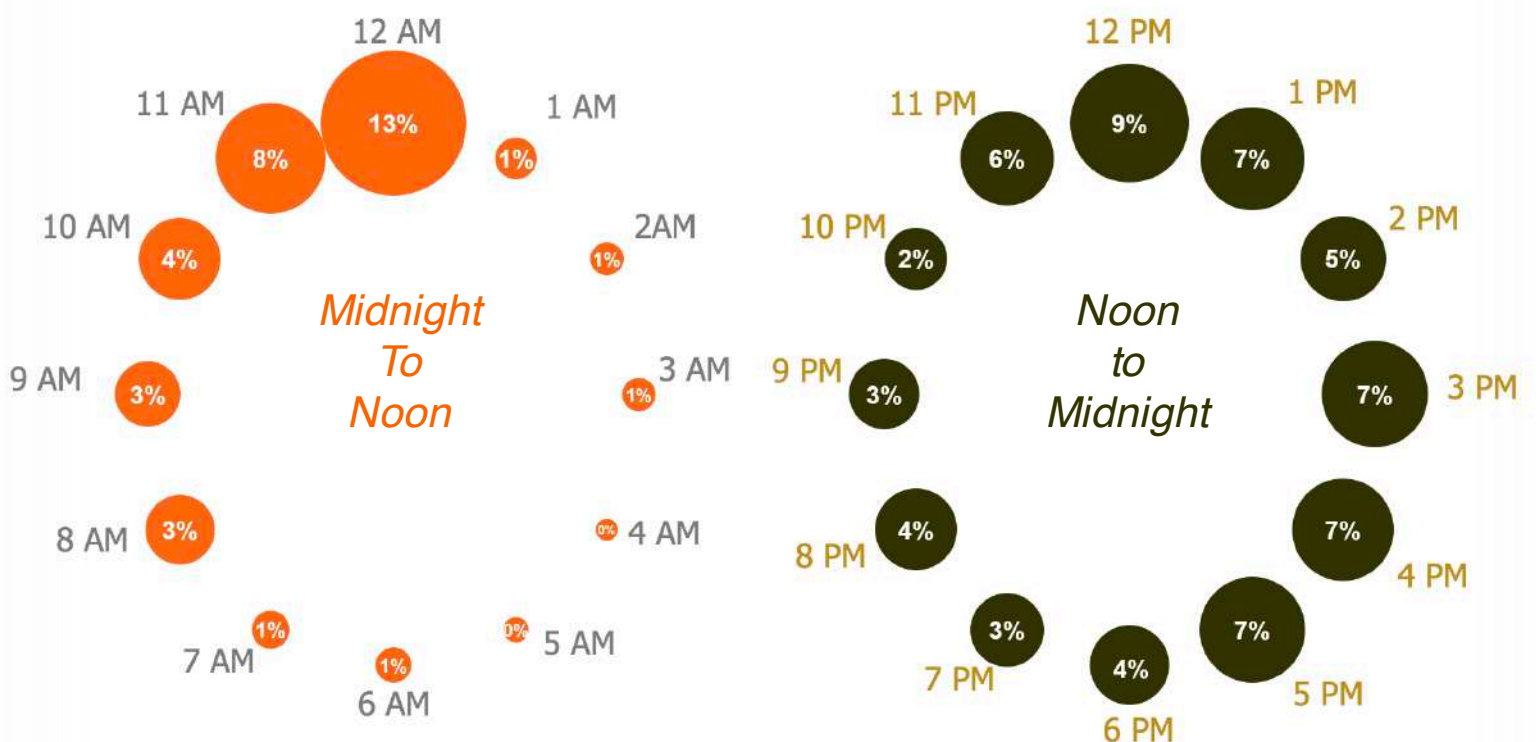 12 AM
13%
1 AM
1%
2AM
1%
3 AM
1%
4 AM
0%
5 AM
0%
6 AM
1%
7 AM
1%
8 AM
3%
9 AM
3%
10 AM
4%
11 AM
8%
Midnight
To
Noon
12 PM
9%
1 PM
7%
2 PM
5%
3 PM
7%
4 PM
7%
5 PM
7%
6 PM
4%
7 PM
3%
8 PM
4%
9 PM
3%
10 PM
2%
11 PM
6%
Noon
to
Midnight